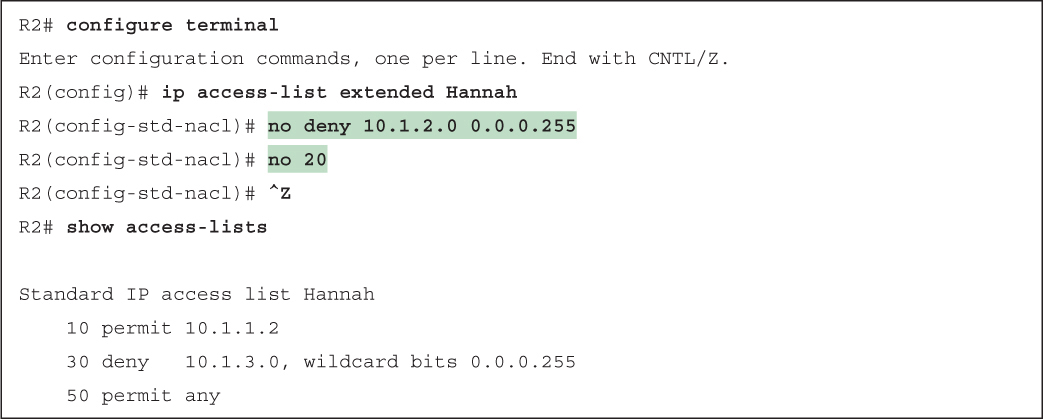 R2# configure terminal
Enter configuration commands, one per line. End with CNTL/Z.
R2(config)# ip access-list extended Hannah
R2(config-std-nacl)# no deny 10.1.2.0 0.0.0.255
R2(config-std-nacl)# no 20
R2(config-std-nacl)# ^Z
R2# show access-lists
Standard IP access list Hannah
    10 permit 10.1.1.2
    30 deny   10.1.3.0, wildcard bits 0.0.0.255
    50 permit any